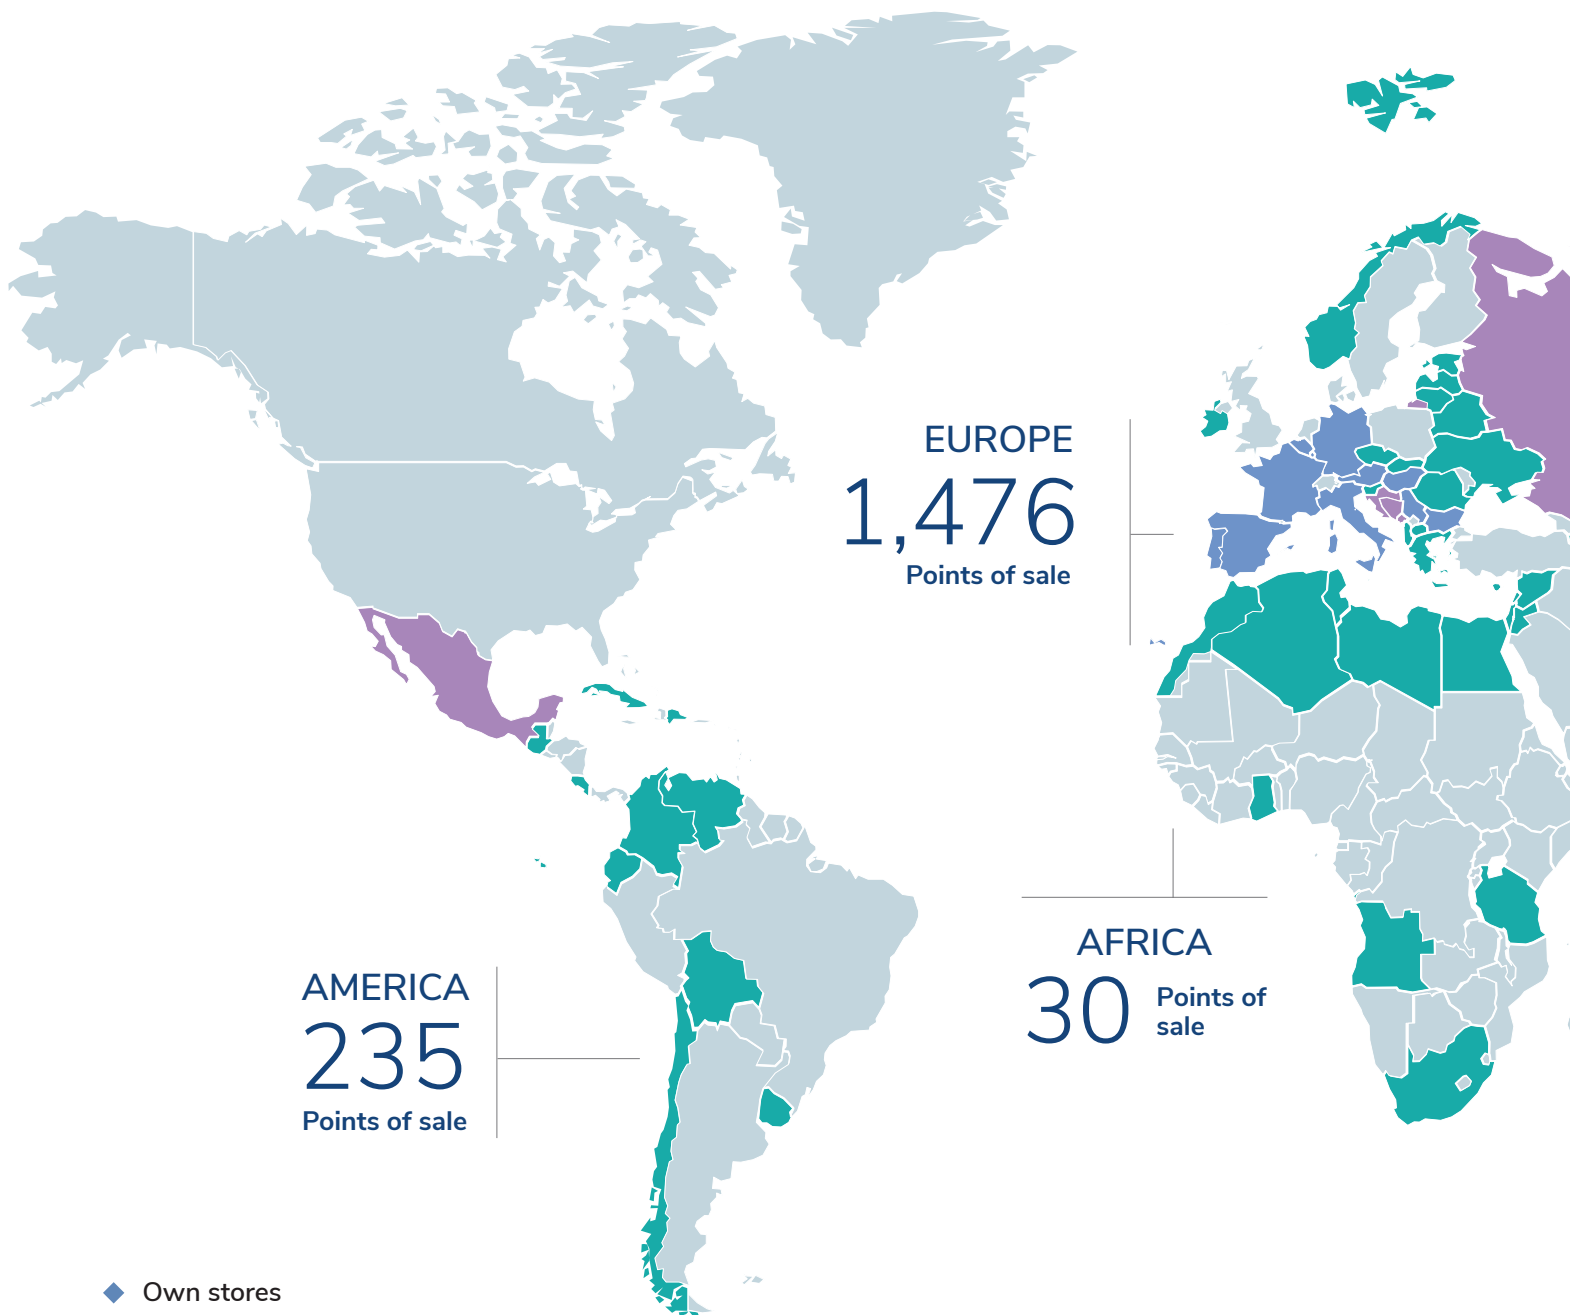 EUROPE
1,476
Points of sale
AFRICA
30
Points of
sale
AMERICA
235
Points of sale
Own stores